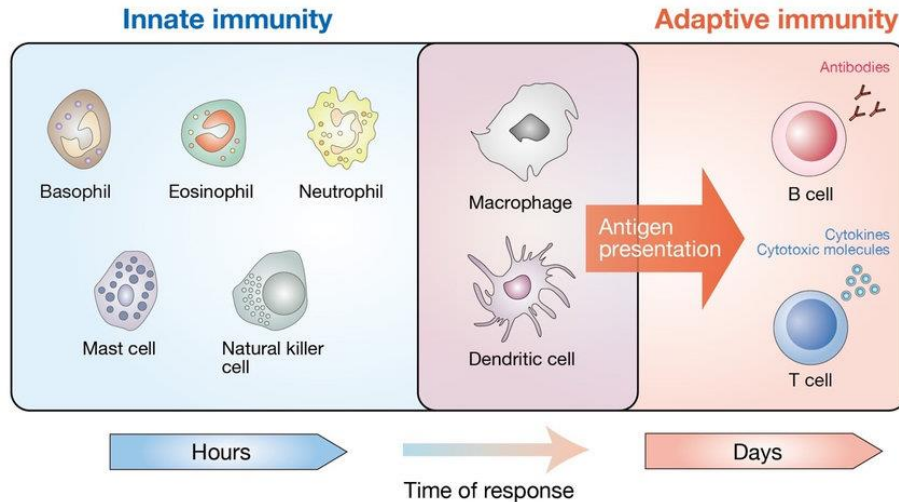 Innate immunity
Adaptive immunity
Basophil
Eosinophil
Neutrophil
Mast cell
Natural killer
cell
Macrophage
Dendritic cell
Antigen
presentation
Antibodies
B cell
Cytokines
Cytotoxic molecules
T cell
Hours
Time of response
Days